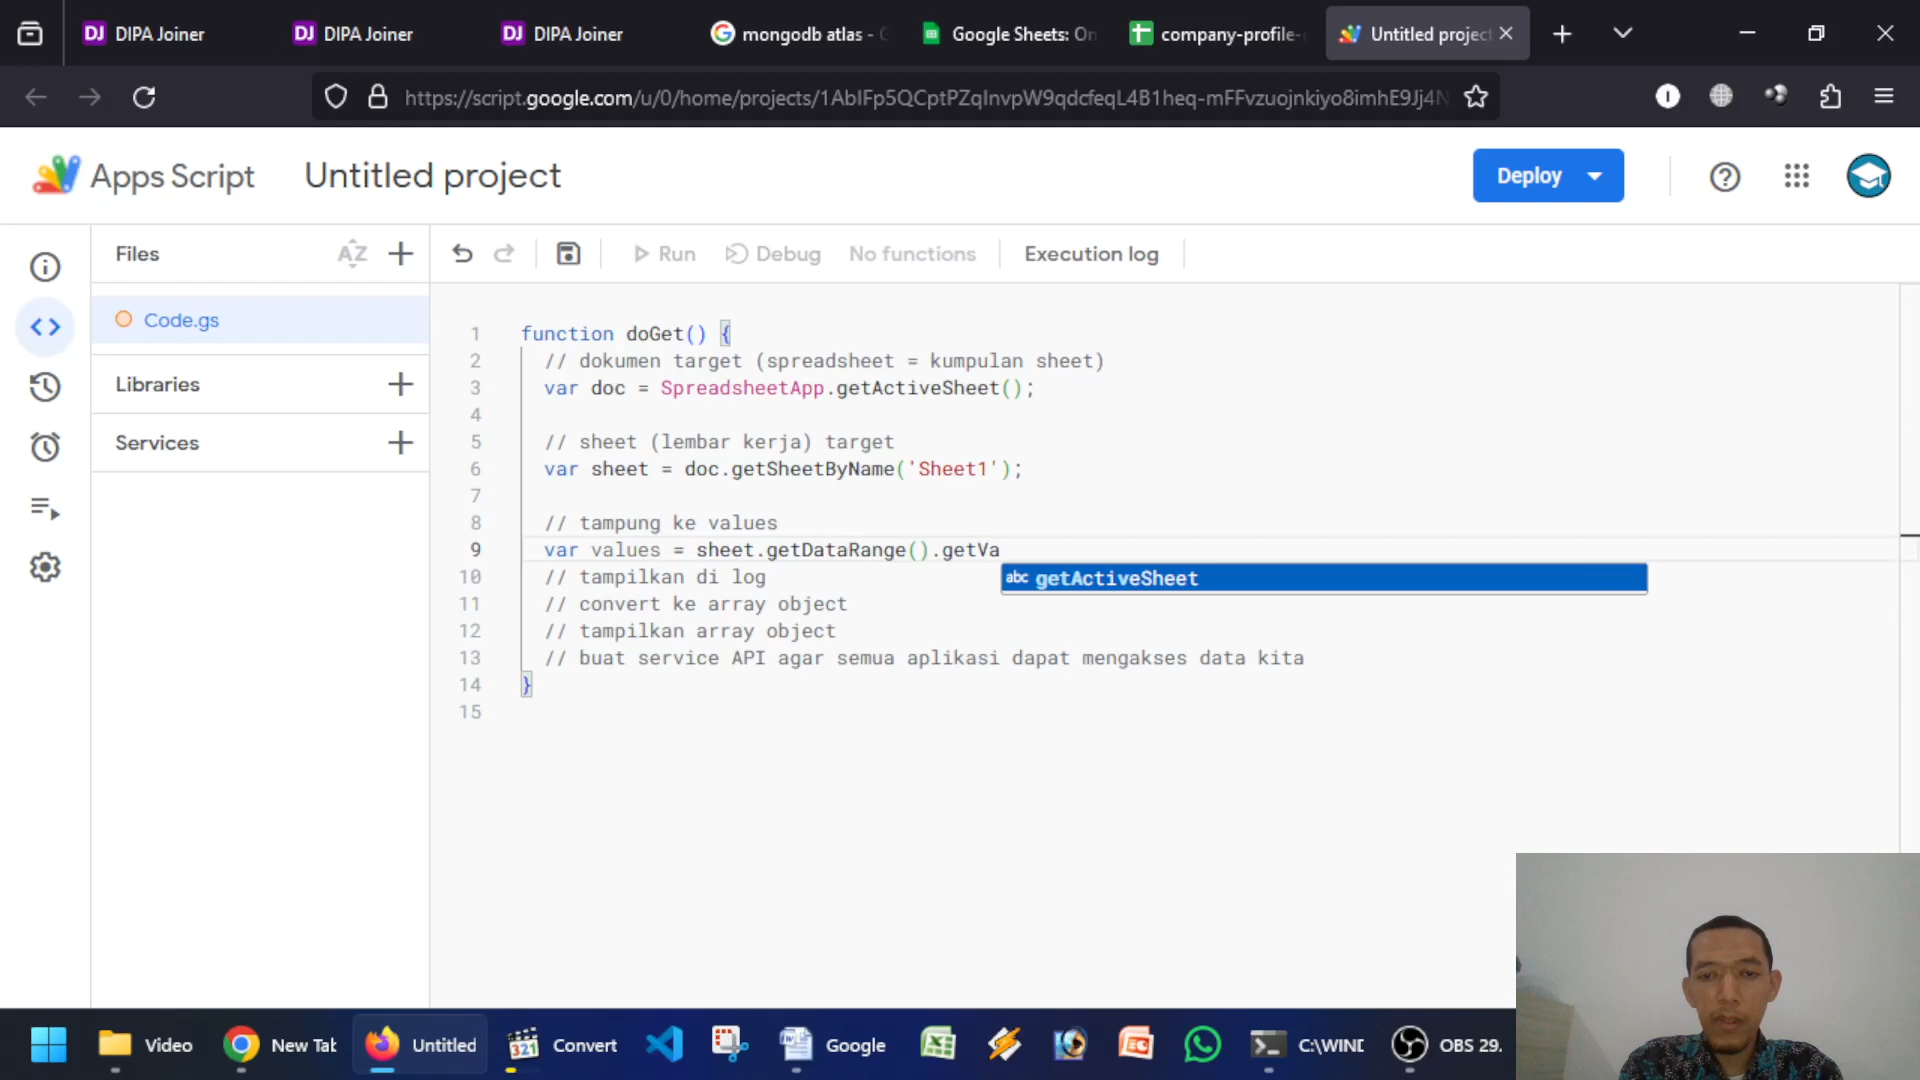 DIPA Joiner
DIPA Joiner
DIPA Joiner
mongodb atlas -
Google Sheets: On
company-profile-
Untitled project
https://script.google.com/u/0/home/projects/
Apps Script
Untitled project
Deploy
Files
AZ
Run
Debug
No functions
Execution log
Code.gs
Libraries
Services
1 function doGet() {
2 // dokumen target (spreadsheet = kumpulan sheet)
3 var doc = SpreadsheetApp.getActiveSheet();
4
5 // sheet (lembar kerja) target
6 var sheet = doc.getSheetByName('Sheet1');
7
8 // tampung ke values
9 var values = sheet.getDataRange().getVa
abc getActiveSheet
10 // tampilkan di log
11 // convert ke array object
12 // tampilkan array object
13 // buat service API agar semua aplikasi dapat mengakses data kita
14 }
15
Video
New Tab
Untitled
321
Convert
Google
C:\WIND
OBS 29.